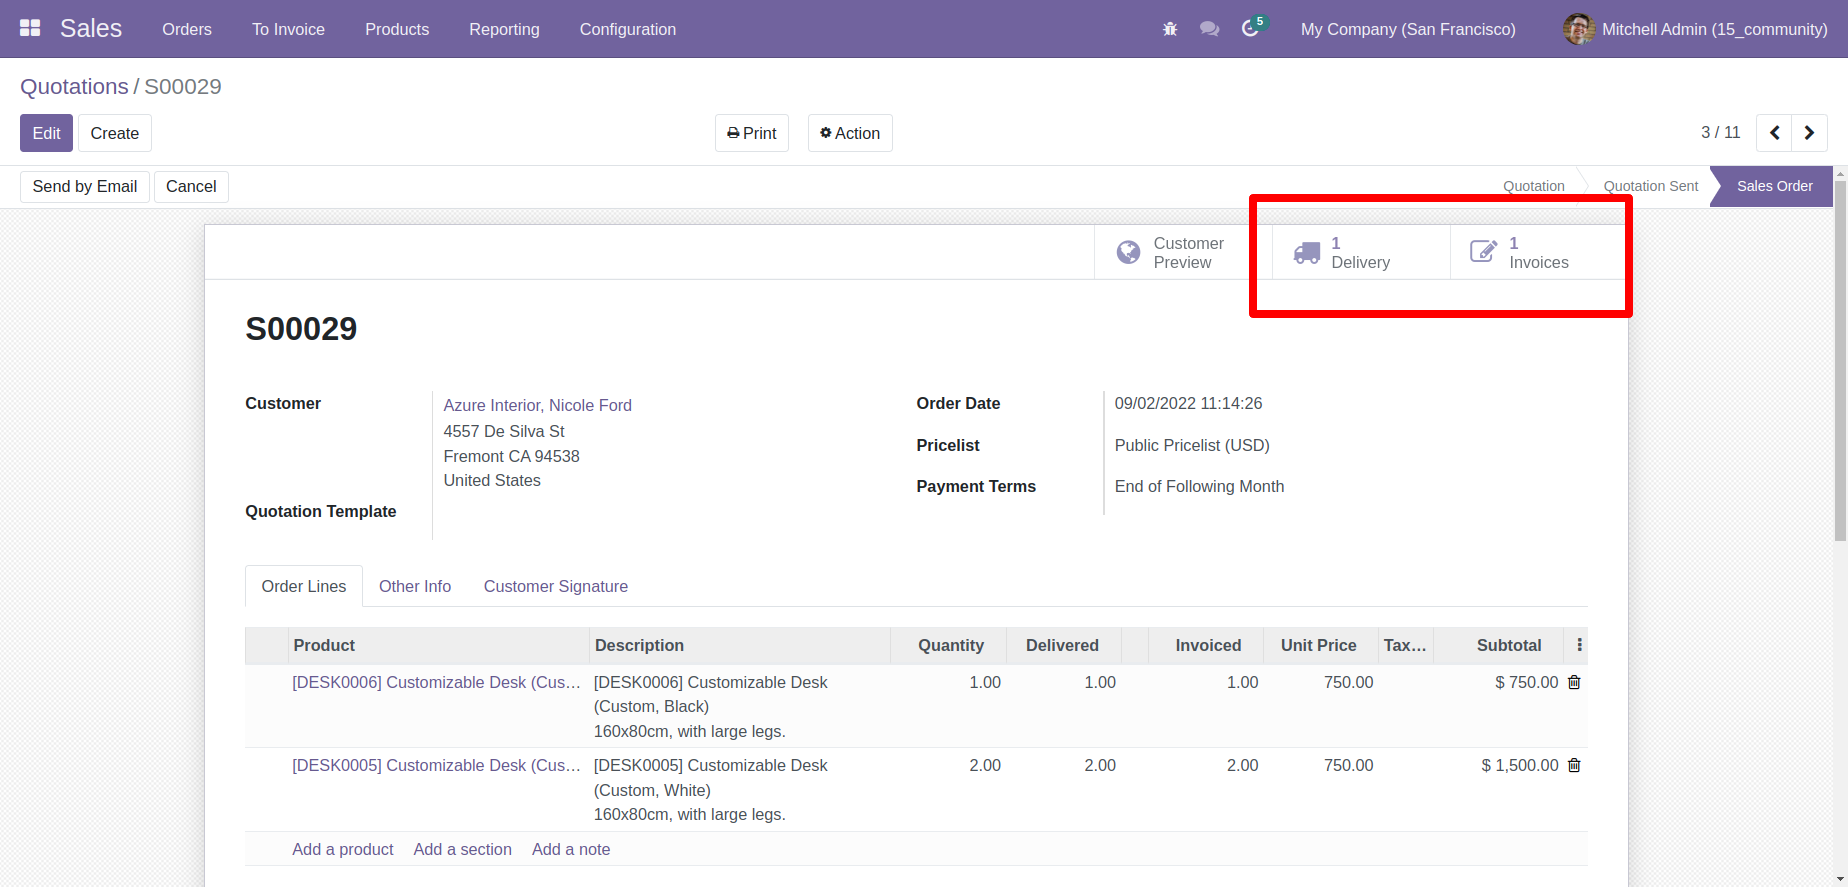 Sales Orders To Invoice Products Reporting Configuration 5 My Company (San Francisco) Mitchell Admin (15_community)
Quotations / S00029
Edit Create Print Action 3 / 11
Send by Email Cancel Quotation Quotation Sent Sales Order
Customer Preview 1 Delivery 1 Invoices
S00029
Customer Azure Interior, Nicole Ford Order Date 09/02/2022 11:14:26
4557 De Silva St
Pricelist Public Pricelist (USD)
Fremont CA 94538
United States Payment Terms End of Following Month
Quotation Template
Order Lines Other Info Customer Signature
Product Description Quantity Delivered Invoiced Unit Price Tax... Subtotal
[DESK0006] Customizable Desk (Cus... [DESK0006] Customizable Desk 1.00 1.00 1.00 750.00 $ 750.00
(Custom, Black)
160x80cm, with large legs.
[DESK0005] Customizable Desk (Cus... [DESK0005] Customizable Desk 2.00 2.00 2.00 750.00 $ 1,500.00
(Custom, White)
160x80cm, with large legs.
Add a product Add a section Add a note